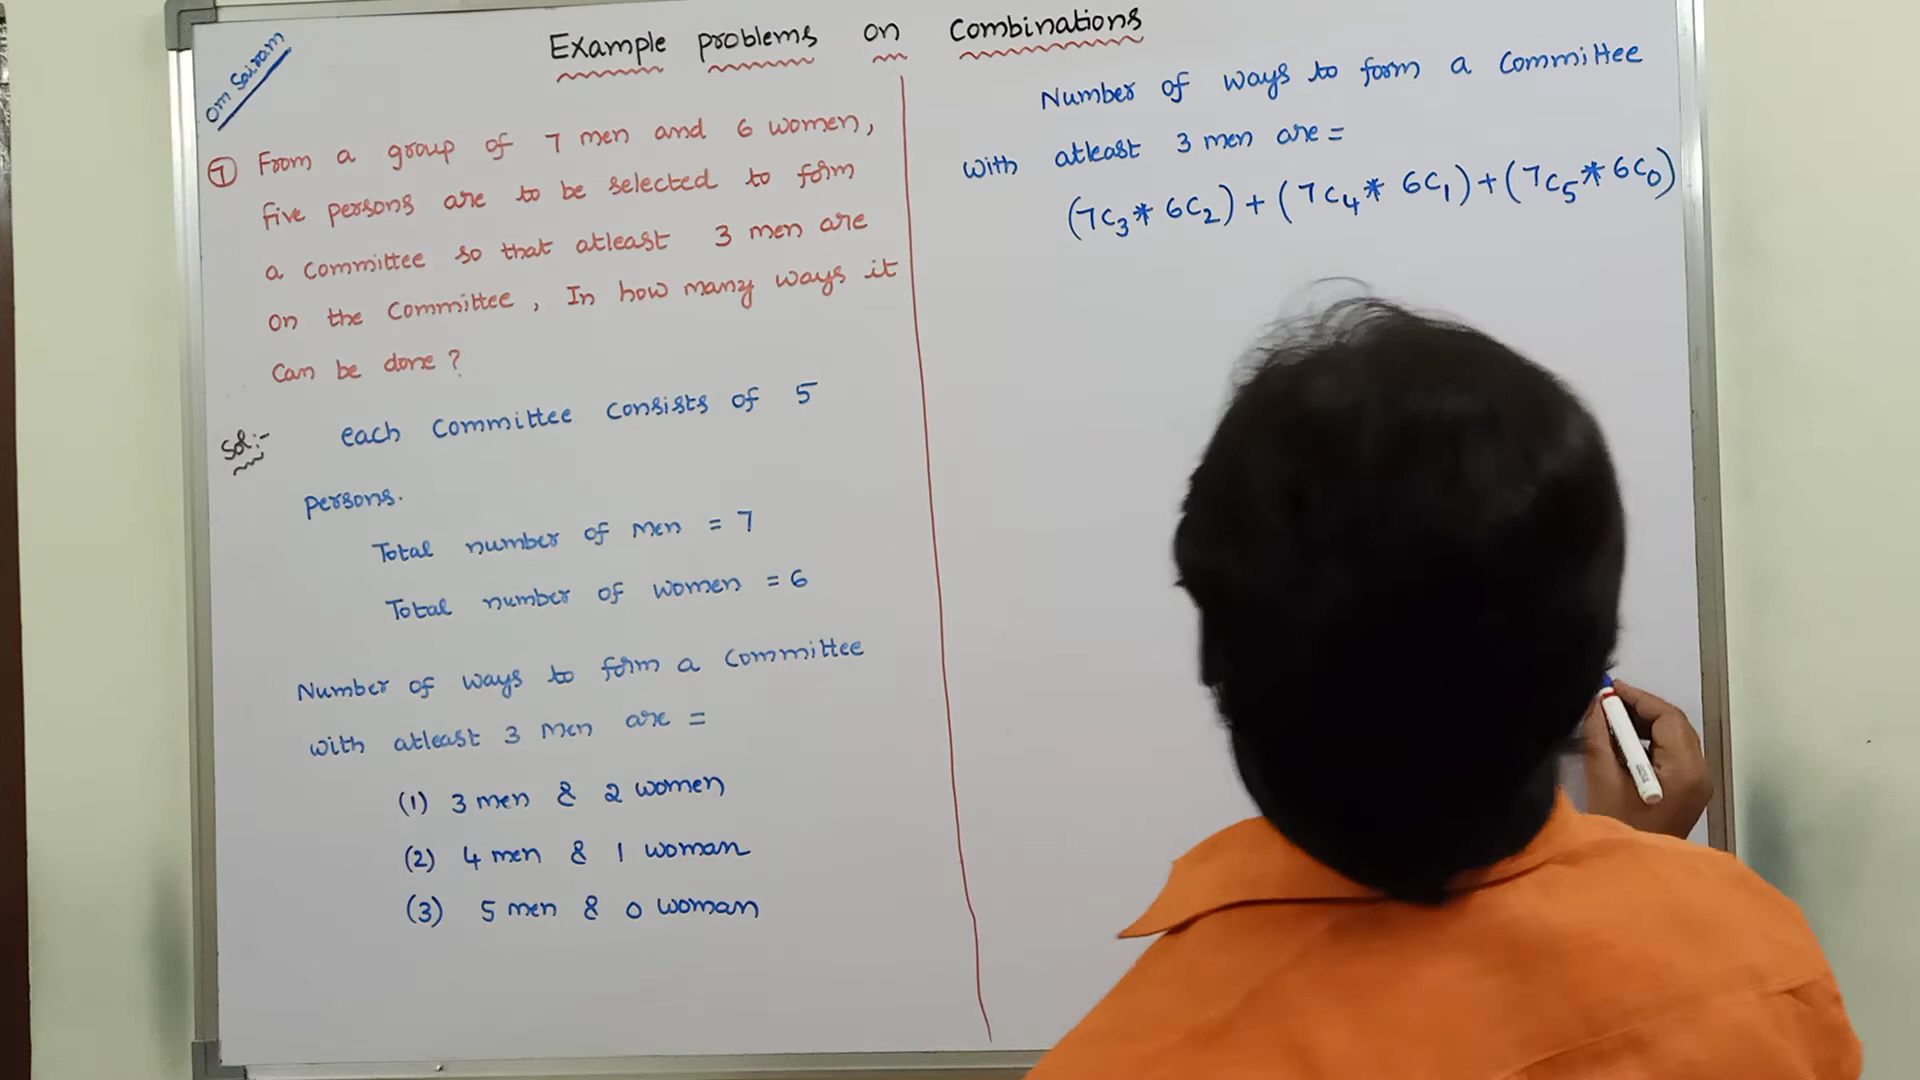 Example problems on Combinations
Om Sairam
7 From a group of 7 men and 6 women,
five persons are to be selected to form
a committee so that atleast 3 men are
on the committee, In how many ways it
can be done?
Sol:- each committee consists of 5
persons.
Total number of men = 7
Total number of women = 6
Number of ways to form a committee
with atleast 3 men are =
(1) 3 men & 2 women
(2) 4 men & 1 woman
(3) 5 men & 0 woman
Number of ways to form a committee
with atleast 3 men are =
(7C₃ * 6C₂) + (7C₄ * 6C₁) + (7C₅ * 6C₀)